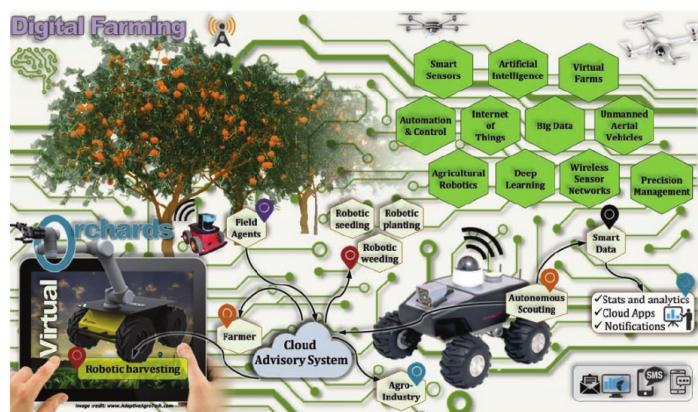 Digital Farming
Smart
Sensors
Artificial
Intelligence
Virtual
Farms
Automation
& Control
Internet
of
Things
Big Data
Unmanned
Aerial
Vehicles
Agricultural
Robotics
Deep
Learning
Wireless
Sensor
Networks
Precision
Management
Virtual
Orchards
Field
Agents
Robotic
seeding
Robotic
planting
Robotic
weeding
Smart
Data
Autonomous
Scouting
✓Stats and analytics
✓Cloud Apps
✓Notifications
Farmer
Cloud
Advisory System
Robotic harvesting
Agro-
Industry
SMS
Image credit: www.AdaptiveAgroTech.com